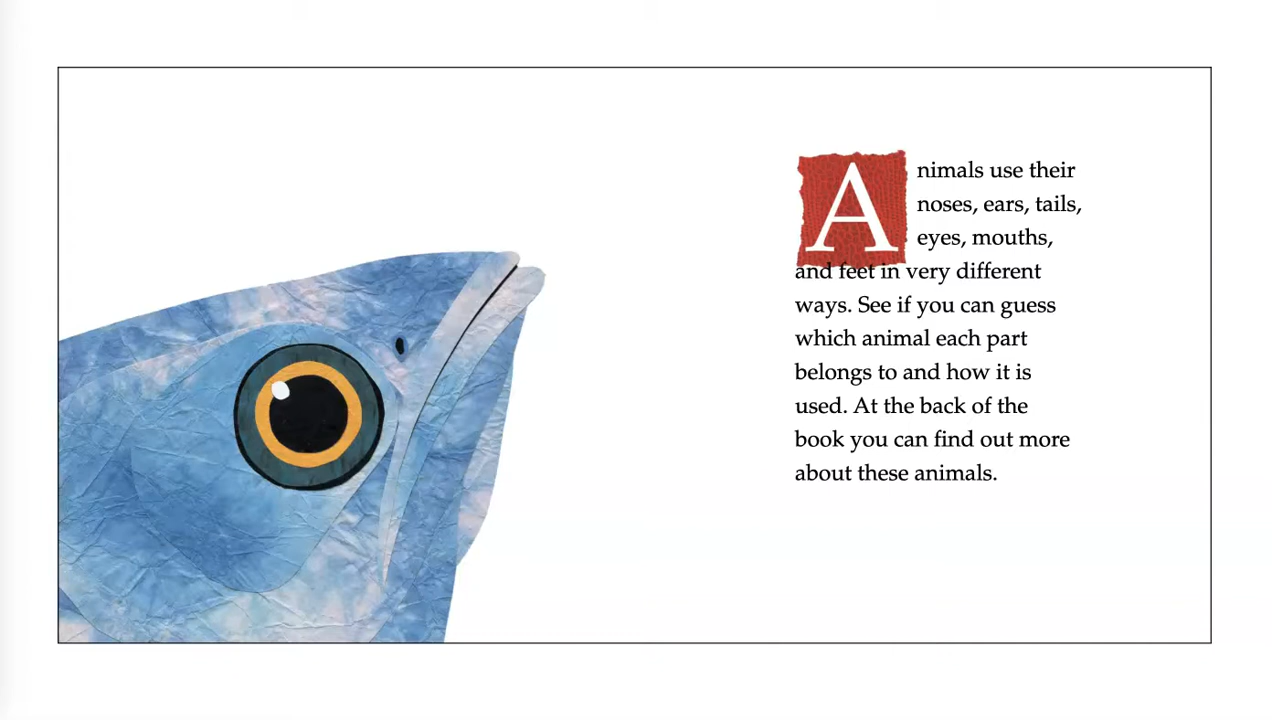 Animals use their
noses, ears, tails,
eyes, mouths,
and feet in very different
ways. See if you can guess
which animal each part
belongs to and how it is
used. At the back of the
book you can find out more
about these animals.